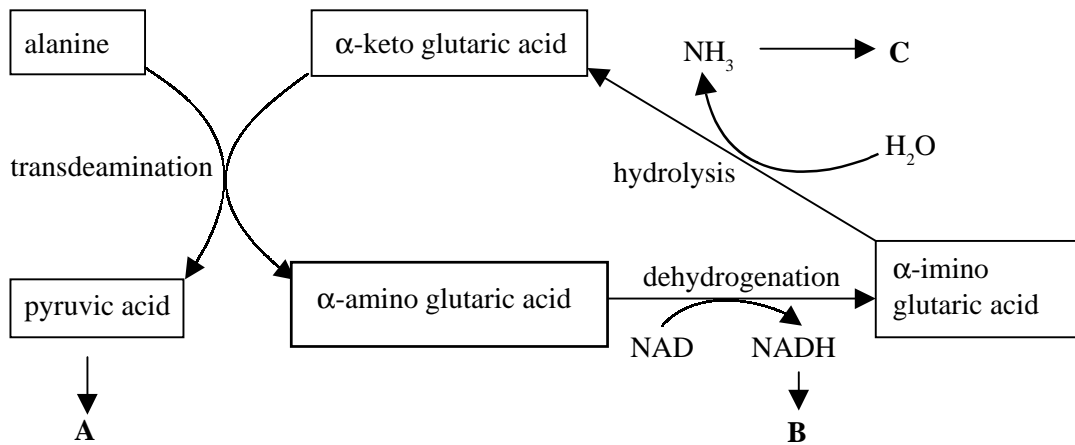 alanine
α-keto glutaric acid
NH₃
C
H₂O
transdeamination
hydrolysis
pyruvic acid
α-amino glutaric acid
dehydrogenation
α-imino
glutaric acid
NAD
NADH
A
B